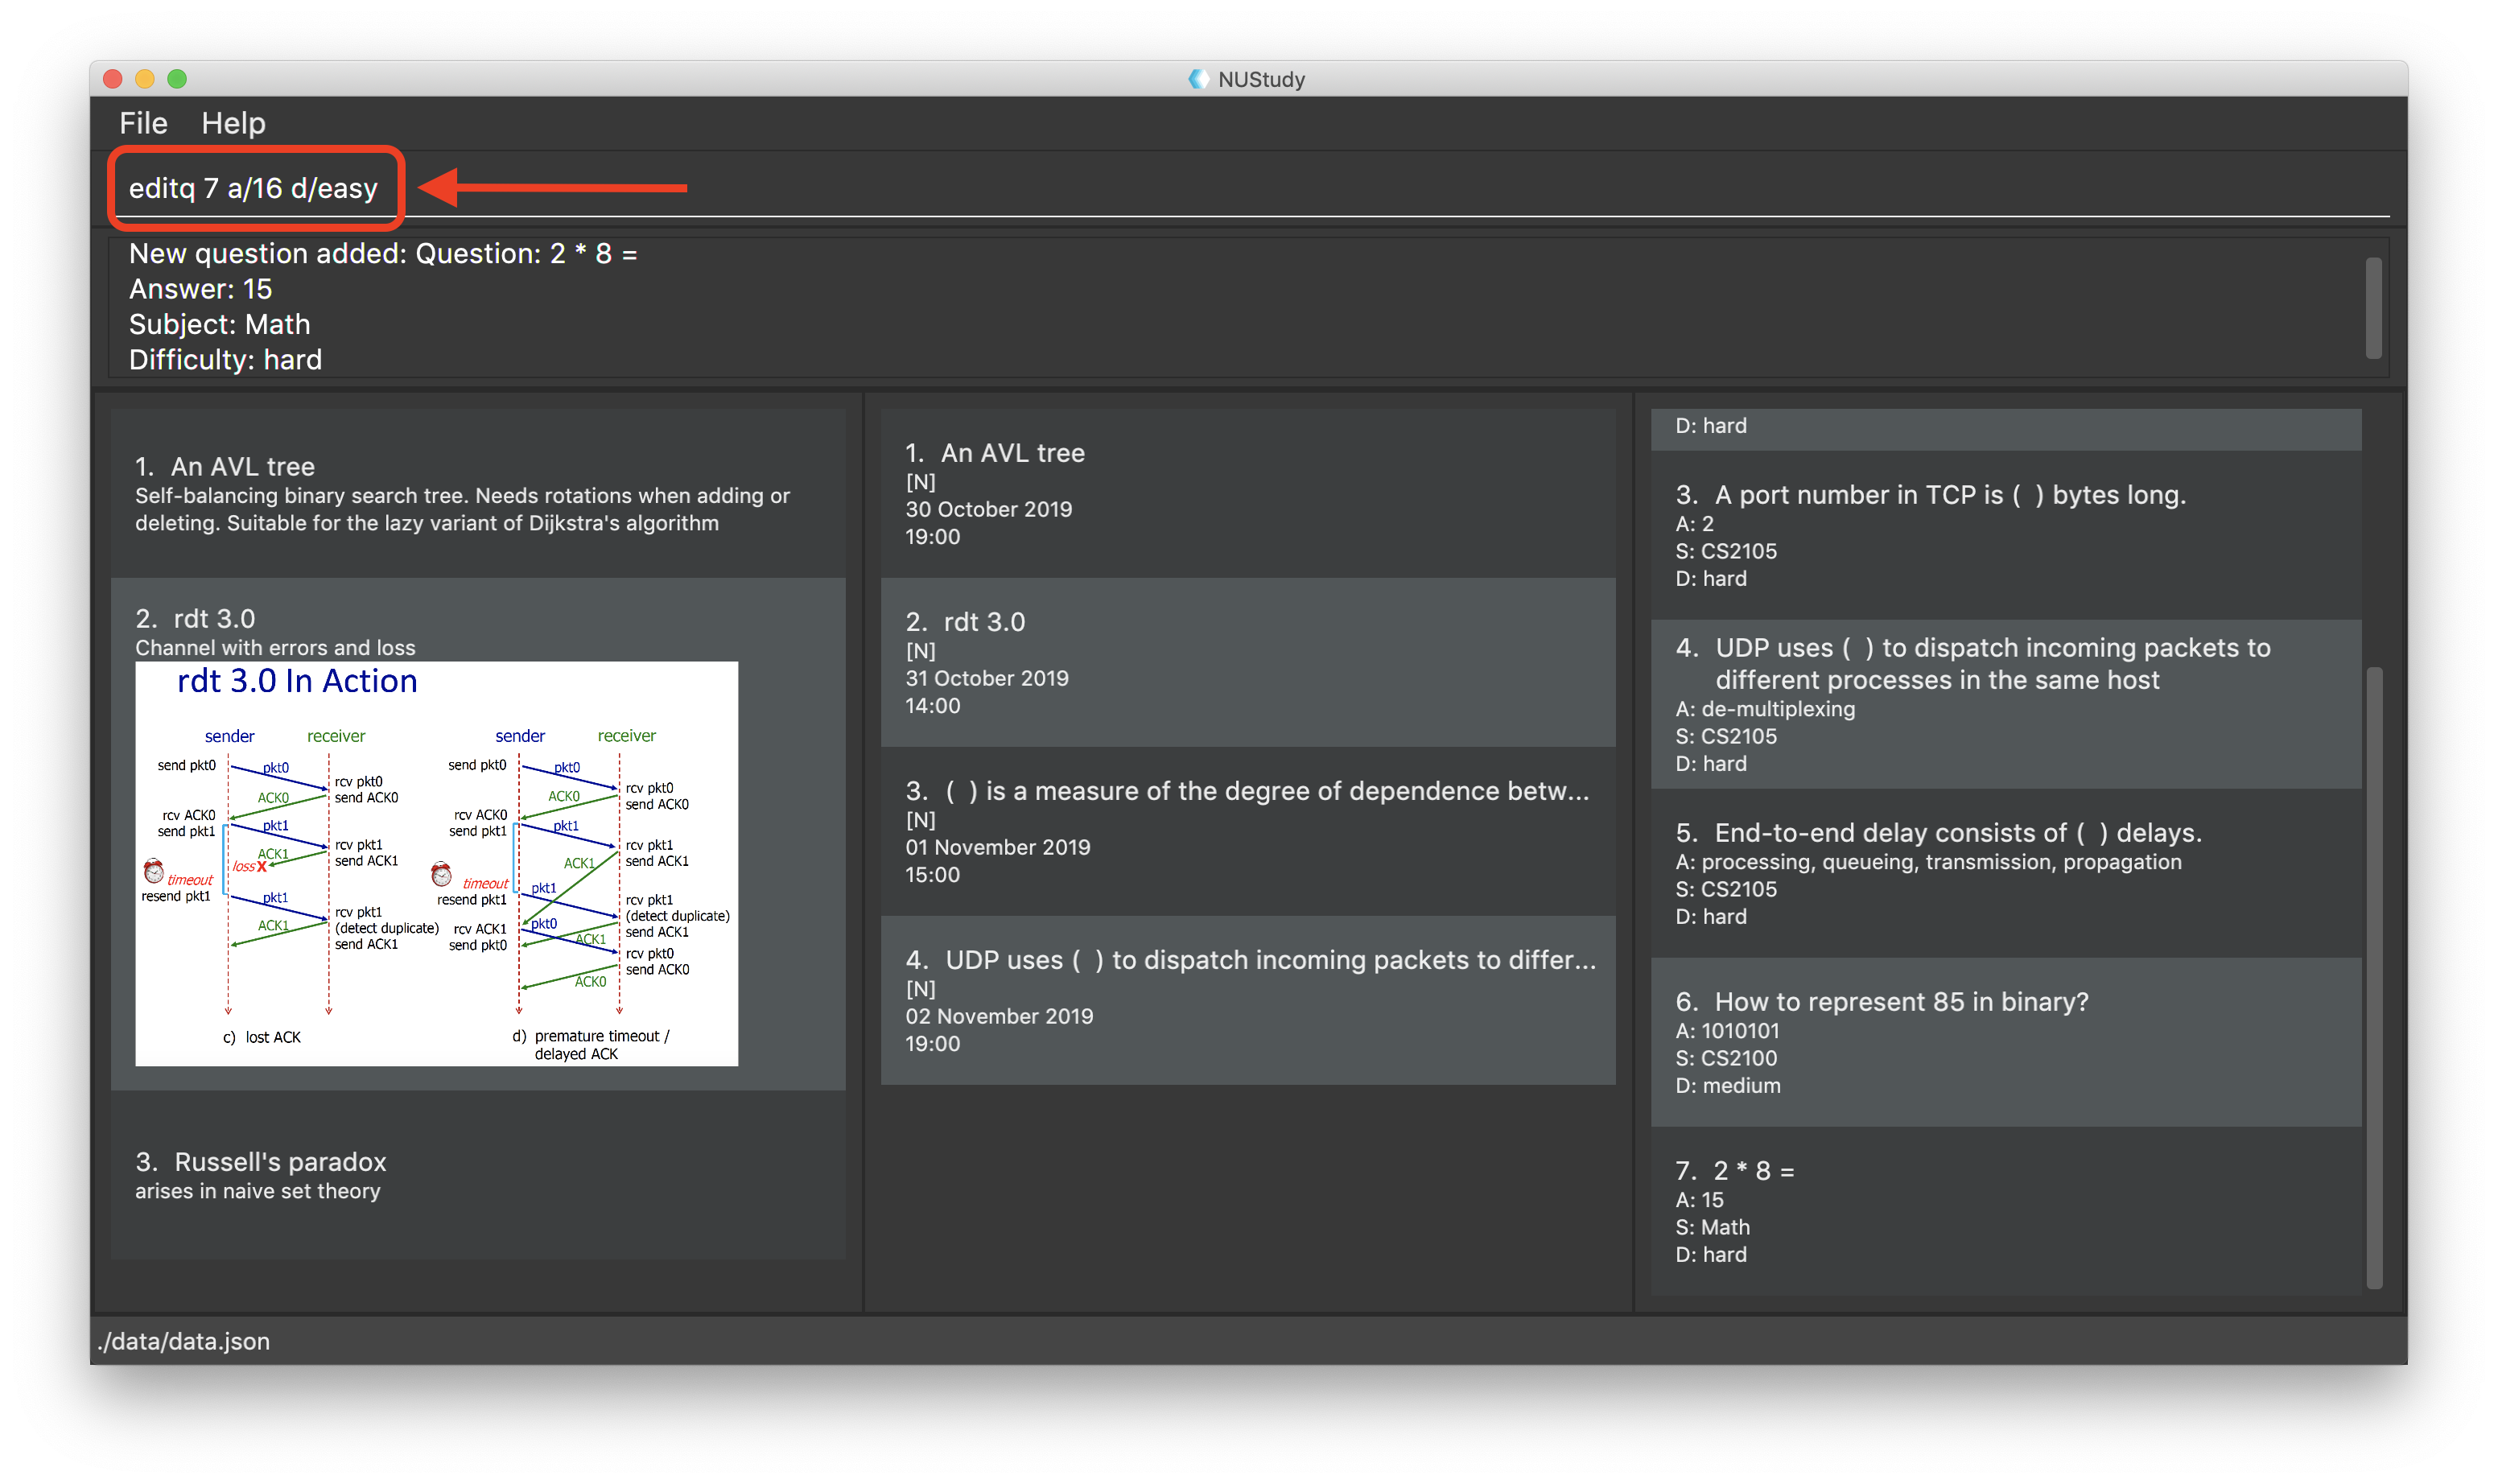 NUStudy
File Help
editq 7 a/16 d/easy
New question added: Question: 2 * 8 =
Answer: 15
Subject: Math
Difficulty: hard
1. An AVL tree
Self-balancing binary search tree. Needs rotations when adding or
deleting. Suitable for the lazy variant of Dijkstra's algorithm
2. rdt 3.0
Channel with errors and loss
rdt 3.0 In Action
sender receiver
send pkt0
pkt0
rcv pkt0
send ACK0
ACK0
rcv ACK0
send pkt1
pkt1
rcv pkt1
send ACK1
ACK1
loss X
timeout
resend pkt1
pkt1
rcv pkt1
(detect duplicate)
send ACK1
ACK1
c) lost ACK
sender receiver
send pkt0
pkt0
rcv pkt0
send ACK0
ACK0
rcv ACK0
send pkt1
pkt1
rcv pkt1
send ACK1
ACK1
timeout
resend pkt1
pkt1
rcv pkt1
(detect duplicate)
send ACK1
rcv ACK1
send pkt0
pkt0
ACK1
rcv pkt0
send ACK0
ACK0
d) premature timeout /
delayed ACK
3. Russell's paradox
arises in naive set theory
1. An AVL tree
[N]
30 October 2019
19:00
2. rdt 3.0
[N]
31 October 2019
14:00
3. ( ) is a measure of the degree of dependence betw...
[N]
01 November 2019
15:00
4. UDP uses ( ) to dispatch incoming packets to differ...
[N]
02 November 2019
19:00
D: hard
3. A port number in TCP is ( ) bytes long.
A: 2
S: CS2105
D: hard
4. UDP uses ( ) to dispatch incoming packets to
different processes in the same host
A: de-multiplexing
S: CS2105
D: hard
5. End-to-end delay consists of ( ) delays.
A: processing, queueing, transmission, propagation
S: CS2105
D: hard
6. How to represent 85 in binary?
A: 1010101
S: CS2100
D: medium
7. 2 * 8 =
A: 15
S: Math
D: hard
./data/data.json